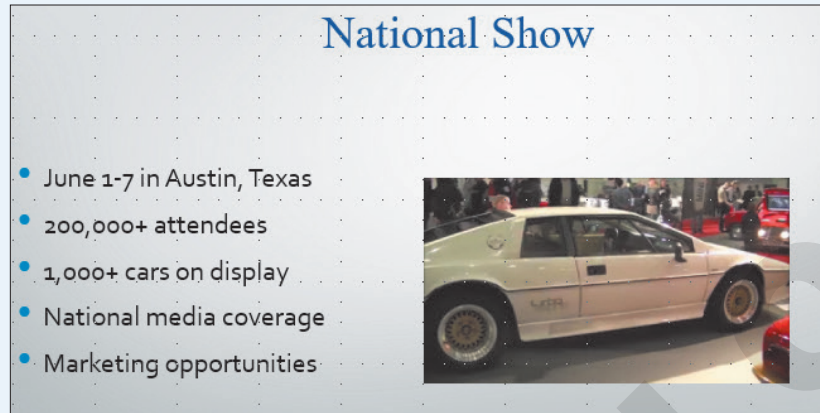 National Show
June 1-7 in Austin, Texas
200,000+ attendees
1,000+ cars on display
National media coverage
Marketing opportunities